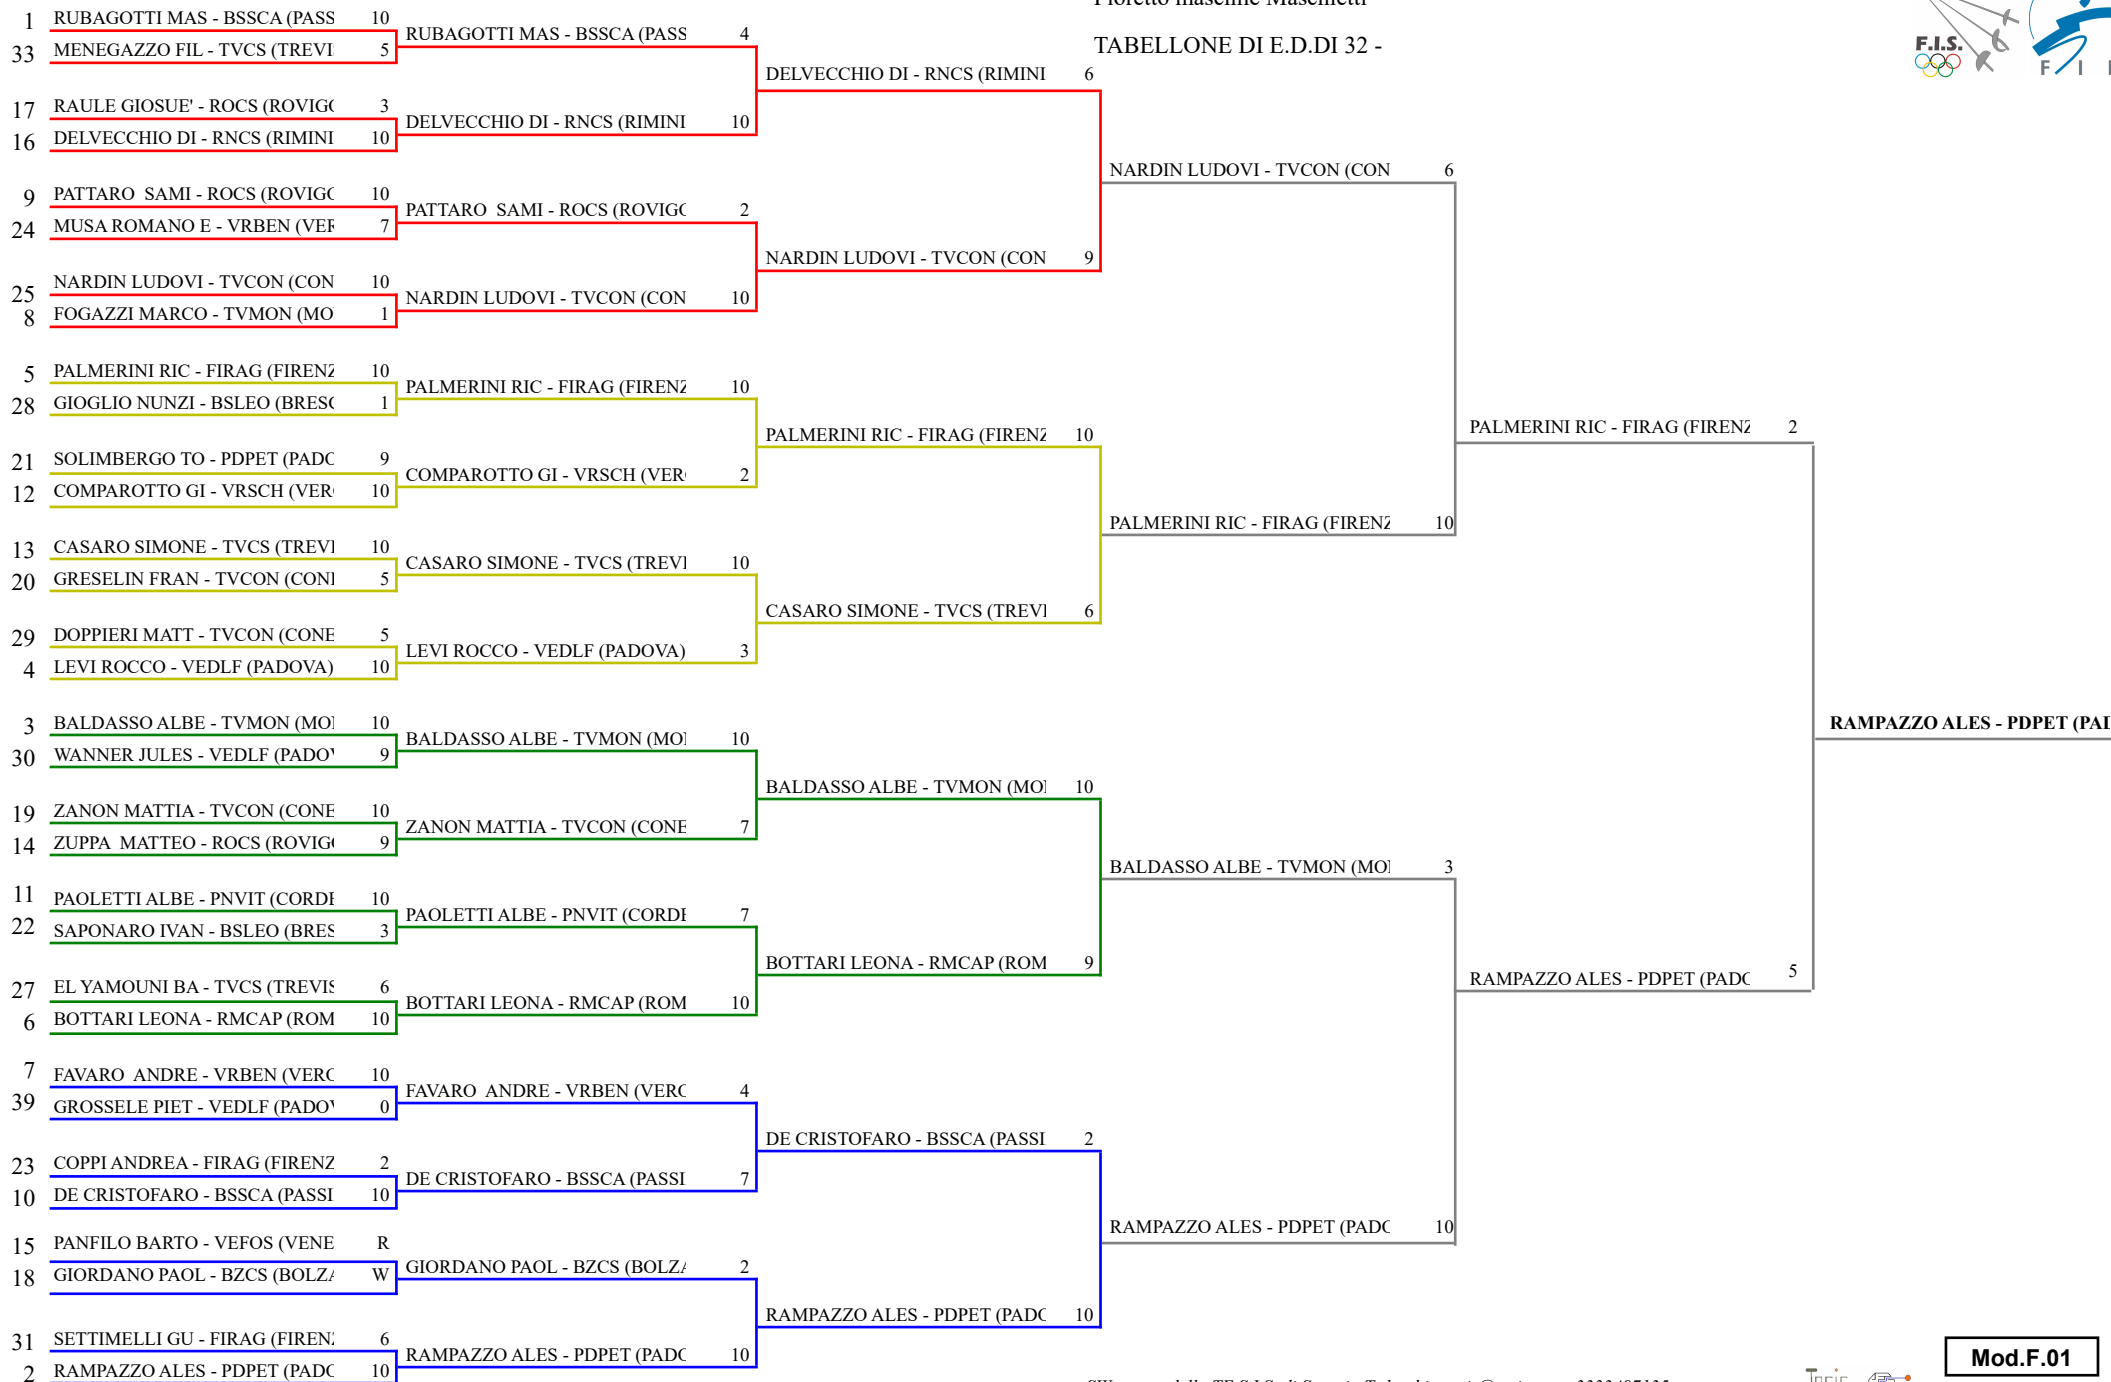 Fioretto maschile Maschietti
TABELLONE DI E.D.DI 32 -
F.I.S.
1 RUBAGOTTI MAS - BSSCA (PASS 10
33 MENEGAZZO FIL - TVCS (TREVI 5
17 RAULE GIOSUE' - ROCS (ROVIG 3
16 DELVECCHIO DI - RNCS (RIMINI 10
9 PATTARO SAMI - ROCS (ROVIGO 10
24 MUSA ROMANO E - VRBEN (VER 7
25 NARDIN LUDOVI - TVCON (CON 10
8 FOGAZZI MARCO - TVMON (MO 1
5 PALMERINI RIC - FIRAG (FIRENZ 10
28 GIOGLIO NUNZI - BSLEO (BRESC 1
21 SOLIMBERGO TO - PDPET (PADO 9
12 COMPAROTTO GI - VRSCH (VER 10
13 CASARO SIMONE - TVCS (TREVI 10
20 GRESELIN FRAN - TVCON (CONE 5
29 DOPPIERI MATT - TVCON (CONE 5
4 LEVI ROCCO - VEDLF (PADOVA) 10
3 BALDASSO ALBE - TVMON (MO 10
30 WANNER JULES - VEDLF (PADO 9
19 ZANON MATTIA - TVCON (CONE 10
14 ZUPPA MATTEO - ROCS (ROVIG 9
11 PAOLETTI ALBE - PNVIT (CORDE 10
22 SAPONARO IVAN - BSLEO (BRES 3
27 EL YAMOUNI BA - TVCS (TREVIS 6
6 BOTTARI LEONA - RMCAP (ROM 10
7 FAVARO ANDRE - VRBEN (VERO 10
39 GROSSELE PIET - VEDLF (PADO 0
23 COPPI ANDREA - FIRAG (FIRENZ 2
10 DE CRISTOFARO - BSSCA (PASSI 10
15 PANFILO BARTO - VEFOS (VENE R
18 GIORDANO PAOL - BZCS (BOLZA W
31 SETTIMELLI GU - FIRAG (FIREN 6
2 RAMPAZZO ALES - PDPET (PADO 10
RUBAGOTTI MAS - BSSCA (PASS 4
DELVECCHIO DI - RNCS (RIMINI 10
PATTARO SAMI - ROCS (ROVIGO 2
NARDIN LUDOVI - TVCON (CON 10
PALMERINI RIC - FIRAG (FIRENZ 10
COMPAROTTO GI - VRSCH (VER 2
CASARO SIMONE - TVCS (TREVI 10
LEVI ROCCO - VEDLF (PADOVA) 3
BALDASSO ALBE - TVMON (MO 10
ZANON MATTIA - TVCON (CONE 7
PAOLETTI ALBE - PNVIT (CORDE 7
BOTTARI LEONA - RMCAP (ROM 10
FAVARO ANDRE - VRBEN (VERO 4
DE CRISTOFARO - BSSCA (PASSI 7
GIORDANO PAOL - BZCS (BOLZA 2
RAMPAZZO ALES - PDPET (PADO 10
DELVECCHIO DI - RNCS (RIMINI 6
NARDIN LUDOVI - TVCON (CON 9
PALMERINI RIC - FIRAG (FIRENZ 10
CASARO SIMONE - TVCS (TREVI 6
BALDASSO ALBE - TVMON (MO 10
BOTTARI LEONA - RMCAP (ROM 9
DE CRISTOFARO - BSSCA (PASSI 2
RAMPAZZO ALES - PDPET (PADO 10
NARDIN LUDOVI - TVCON (CON 6
PALMERINI RIC - FIRAG (FIRENZ 10
BALDASSO ALBE - TVMON (MO 3
RAMPAZZO ALES - PDPET (PADO 10
PALMERINI RIC - FIRAG (FIRENZ 2
RAMPAZZO ALES - PDPET (PADO 5
RAMPAZZO ALES - PDPET (PAD
Mod.F.01